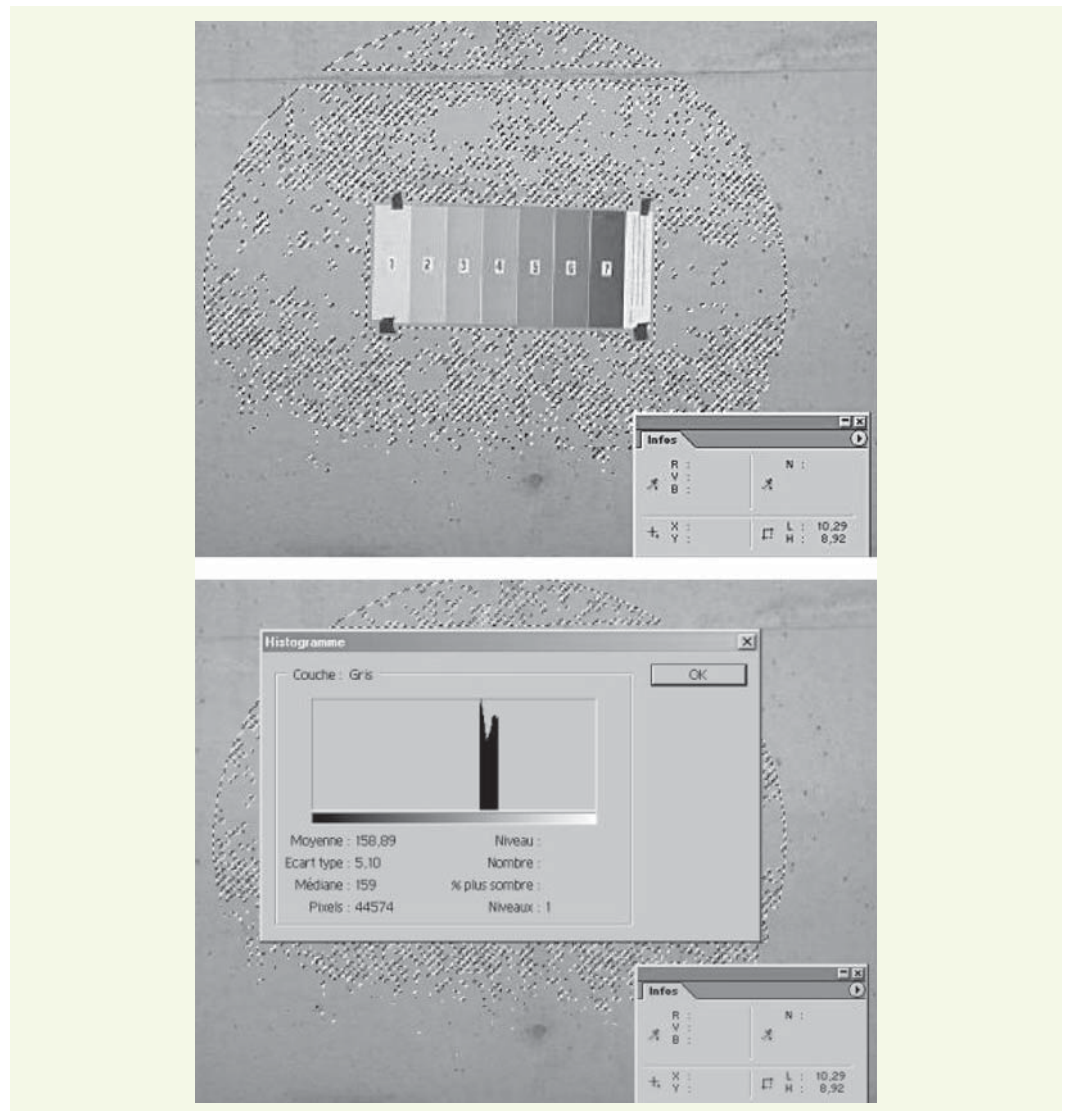 1 2 3 4 5 6 7
Infos
R :
V :
B :
N :
X :
Y :
L : 10,29
H : 8,92
Histogramme
Couche : Gris
OK
Moyenne : 158,89
Niveau :
Ecart type : 5,10
Nombre :
Médiane : 159
% plus sombre :
Pixels : 44574
Niveaux : 1
Infos
R :
V :
B :
N :
X :
Y :
L : 10,29
H : 8,92